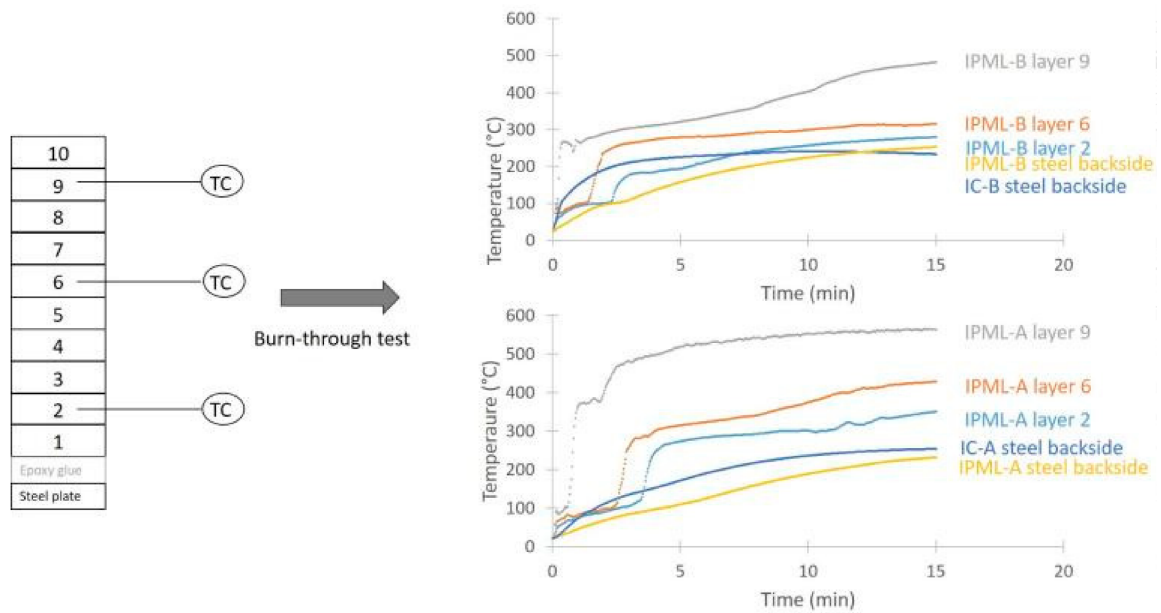 10
9
8
7
6
5
4
3
2
1
Epoxy glue
Steel plate
TC
TC
TC
Burn-through test
Temperature (°C)
600
500
400
300
200
100
0
0 5 10 15 20
Time (min)
IPML-B layer 9
IPML-B layer 6
IPML-B layer 2
IPML-B steel backside
IC-B steel backside
Temperaure (°C)
600
500
400
300
200
100
0
0 5 10 15 20
Time (min)
IPML-A layer 9
IPML-A layer 6
IPML-A layer 2
IC-A steel backside
IPML-A steel backside